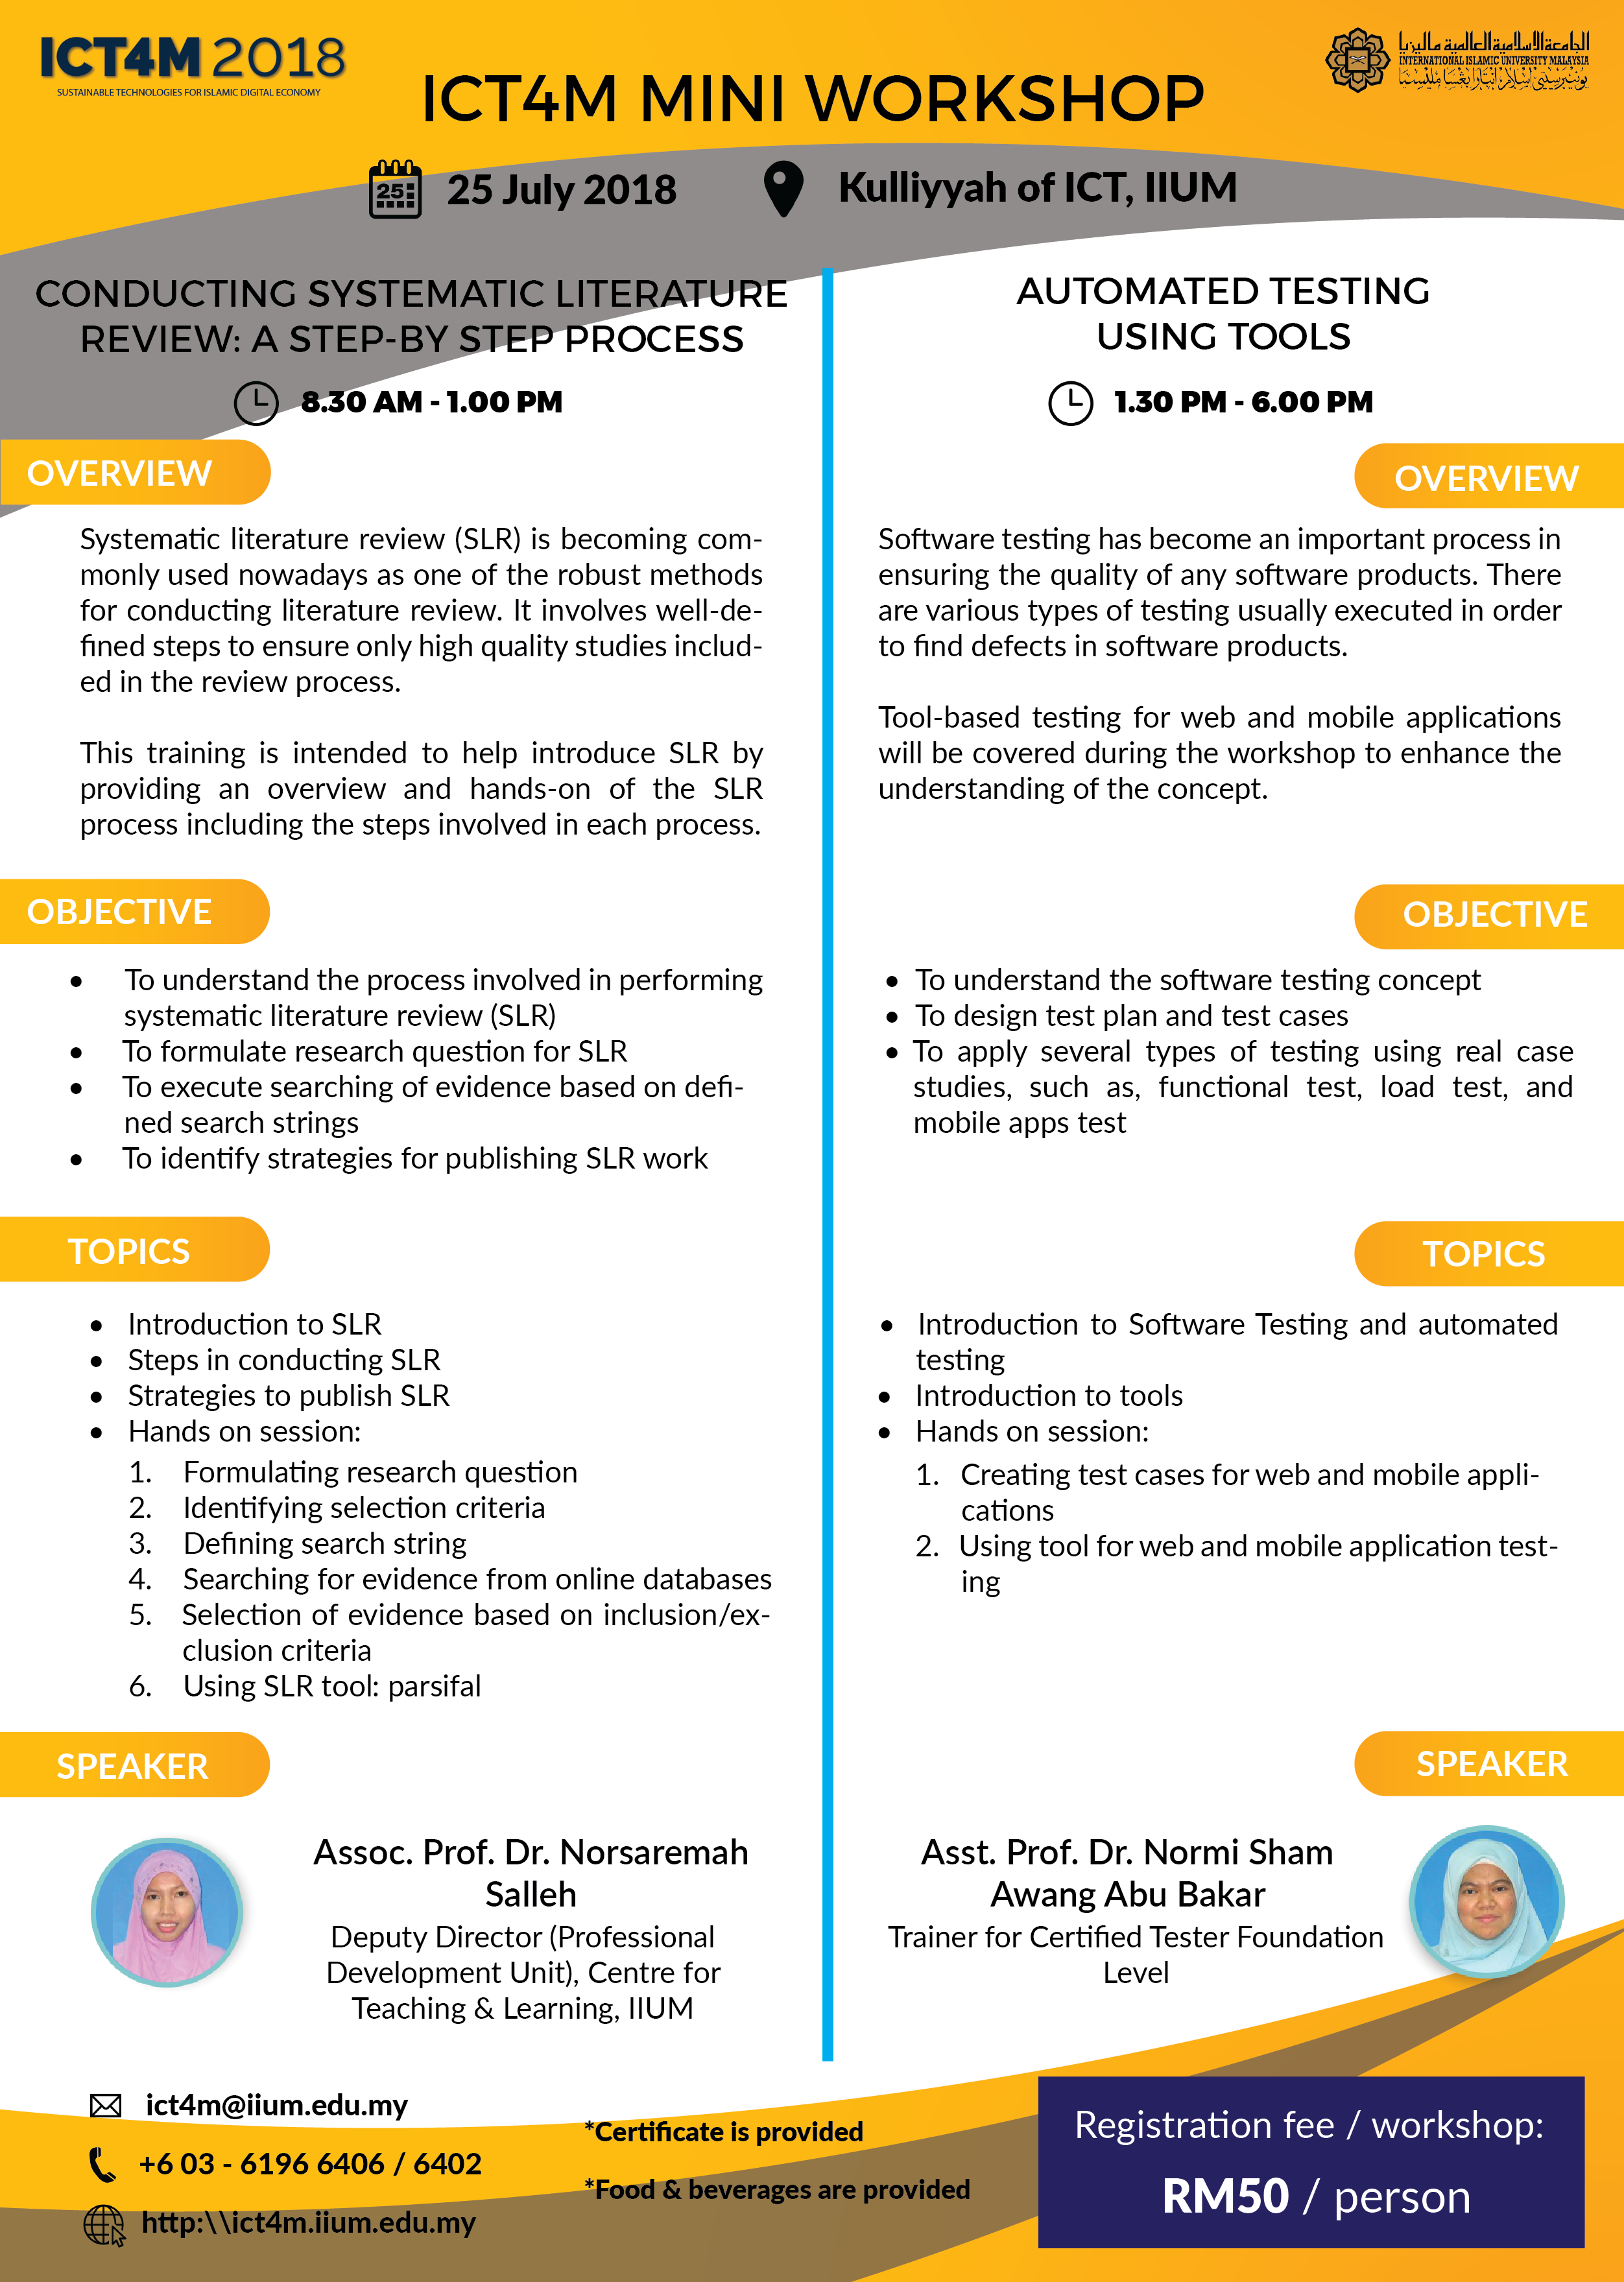 ICT4M 2018
SUSTAINABLE TECHNOLOGIES FOR ISLAMIC DIGITAL ECONOMY
ICT4M MINI WORKSHOP
الجامعة الإسلامية العالمية ماليزيا
INTERNATIONAL ISLAMIC UNIVERSITY MALAYSIA
يونيۏرسيتي اسلام انتارابڠسا مليسيا
25
25 July 2018
Kulliyyah of ICT, IIUM
CONDUCTING SYSTEMATIC LITERATURE
REVIEW: A STEP-BY STEP PROCESS
8.30 AM - 1.00 PM
OVERVIEW
Systematic literature review (SLR) is becoming com-
monly used nowadays as one of the robust methods
for conducting literature review. It involves well-de-
fined steps to ensure only high quality studies includ-
ed in the review process.
This training is intended to help introduce SLR by
providing an overview and hands-on of the SLR
process including the steps involved in each process.
OBJECTIVE
• To understand the process involved in performing
systematic literature review (SLR)
• To formulate research question for SLR
• To execute searching of evidence based on defi-
ned search strings
• To identify strategies for publishing SLR work
TOPICS
• Introduction to SLR
• Steps in conducting SLR
• Strategies to publish SLR
• Hands on session:
1. Formulating research question
2. Identifying selection criteria
3. Defining search string
4. Searching for evidence from online databases
5. Selection of evidence based on inclusion/ex-
clusion criteria
6. Using SLR tool: parsifal
SPEAKER
Assoc. Prof. Dr. Norsaremah
Salleh
Deputy Director (Professional
Development Unit), Centre for
Teaching & Learning, IIUM
AUTOMATED TESTING
USING TOOLS
1.30 PM - 6.00 PM
OVERVIEW
Software testing has become an important process in
ensuring the quality of any software products. There
are various types of testing usually executed in order
to find defects in software products.
Tool-based testing for web and mobile applications
will be covered during the workshop to enhance the
understanding of the concept.
OBJECTIVE
• To understand the software testing concept
• To design test plan and test cases
• To apply several types of testing using real case
studies, such as, functional test, load test, and
mobile apps test
TOPICS
• Introduction to Software Testing and automated
testing
• Introduction to tools
• Hands on session:
1. Creating test cases for web and mobile appli-
cations
2. Using tool for web and mobile application test-
ing
SPEAKER
Asst. Prof. Dr. Normi Sham
Awang Abu Bakar
Trainer for Certified Tester Foundation
Level
ict4m@iium.edu.my
+6 03 - 6196 6406 / 6402
http:\\ict4m.iium.edu.my
*Certificate is provided
*Food & beverages are provided
Registration fee / workshop:
RM50 / person